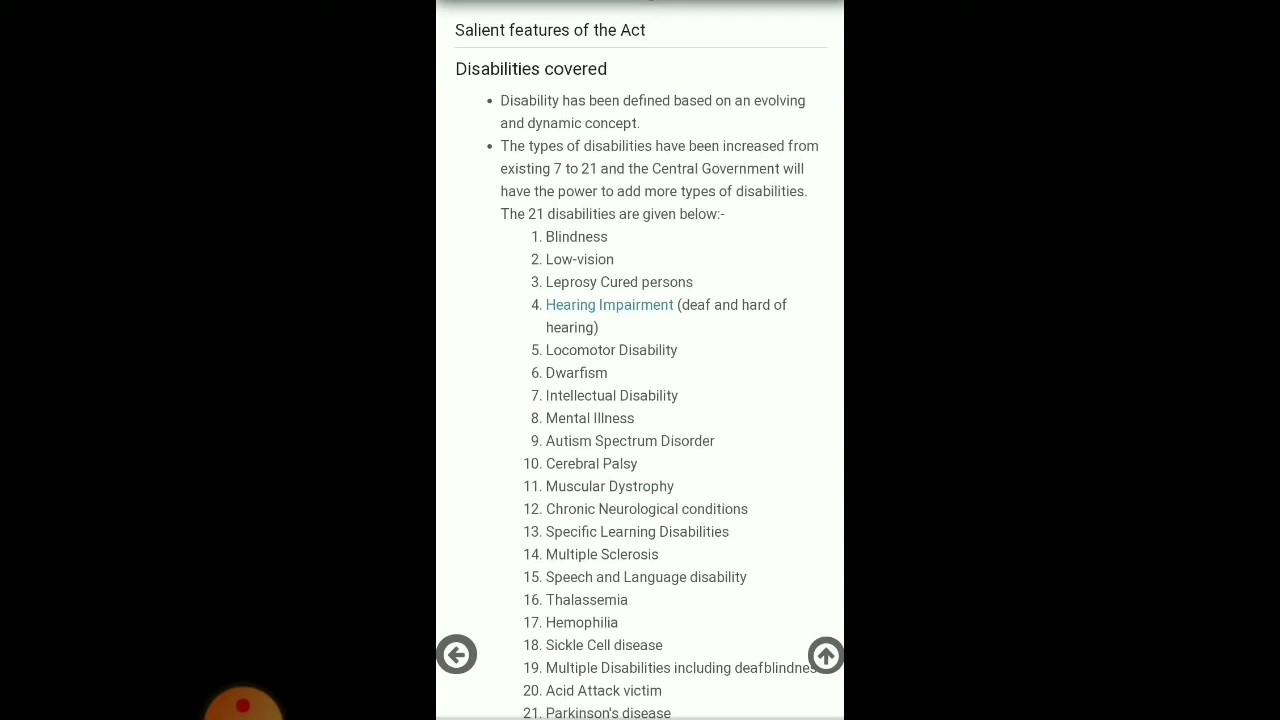 Salient features of the Act
Disabilities covered
• Disability has been defined based on an evolving
and dynamic concept.
• The types of disabilities have been increased from
existing 7 to 21 and the Central Government will
have the power to add more types of disabilities.
The 21 disabilities are given below:-
1. Blindness
2. Low-vision
3. Leprosy Cured persons
4. Hearing Impairment (deaf and hard of
hearing)
5. Locomotor Disability
6. Dwarfism
7. Intellectual Disability
8. Mental Illness
9. Autism Spectrum Disorder
10. Cerebral Palsy
11. Muscular Dystrophy
12. Chronic Neurological conditions
13. Specific Learning Disabilities
14. Multiple Sclerosis
15. Speech and Language disability
16. Thalassemia
17. Hemophilia
18. Sickle Cell disease
19. Multiple Disabilities including
20. Acid Attack victim
21. Parkinson's disease